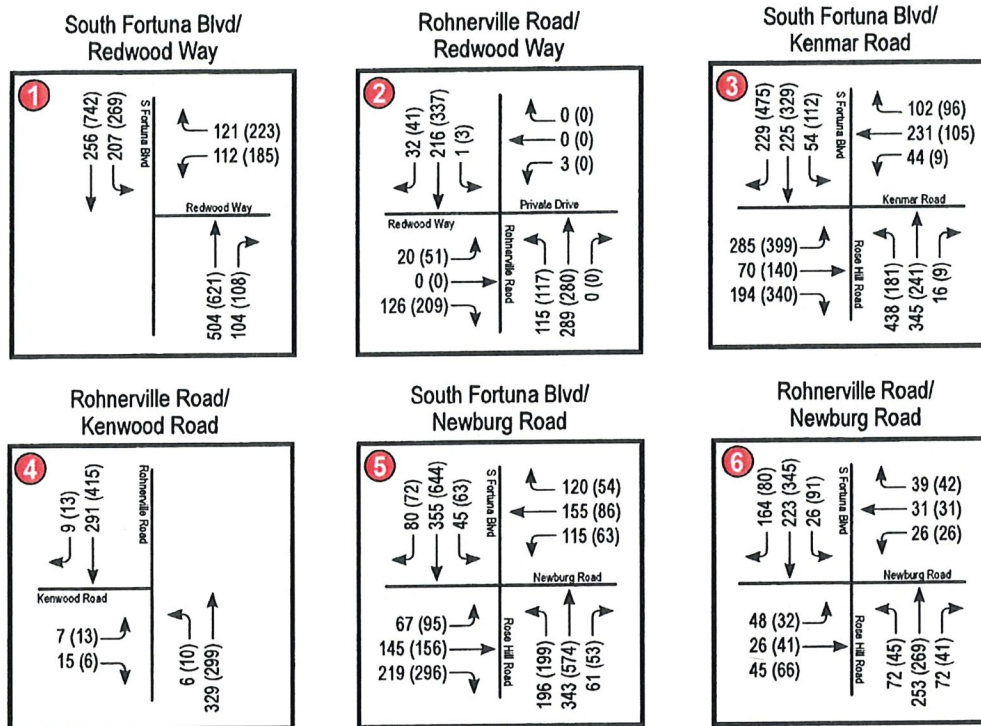 South Fortuna Blvd/
Redwood Way
1
256 (742)
207 (269)
S Fortuna Blvd
121 (223)
112 (185)
Redwood Way
504 (621)
104 (108)
Rohnerville Road/
Redwood Way
2
32 (41)
216 (337)
1 (3)
0 (0)
0 (0)
3 (0)
Private Drive
Redwood Way
20 (51)
0 (0)
126 (209)
Rohnerville Raod
115 (117)
289 (280)
0 (0)
South Fortuna Blvd/
Kenmar Road
3
229 (475)
225 (329)
54 (112)
S Fortuna Blvd
102 (96)
231 (105)
44 (9)
Kenmar Road
285 (399)
70 (140)
194 (340)
Rose Hill Road
438 (181)
345 (241)
16 (9)
Rohnerville Road/
Kenwood Road
4
9 (13)
291 (415)
Rohnerville Road
Kenwood Road
7 (13)
15 (6)
6 (10)
329 (299)
South Fortuna Blvd/
Newburg Road
5
80 (72)
355 (644)
45 (63)
S Fortuna Blvd
120 (54)
155 (86)
115 (63)
Newburg Road
67 (95)
145 (156)
219 (296)
Rose Hill Road
196 (199)
343 (574)
61 (53)
Rohnerville Road/
Newburg Road
6
164 (80)
223 (345)
26 (91)
S Fortuna Blvd
39 (42)
31 (31)
26 (26)
Newburg Road
48 (32)
26 (41)
45 (66)
Rose Hill Road
72 (45)
253 (269)
72 (41)